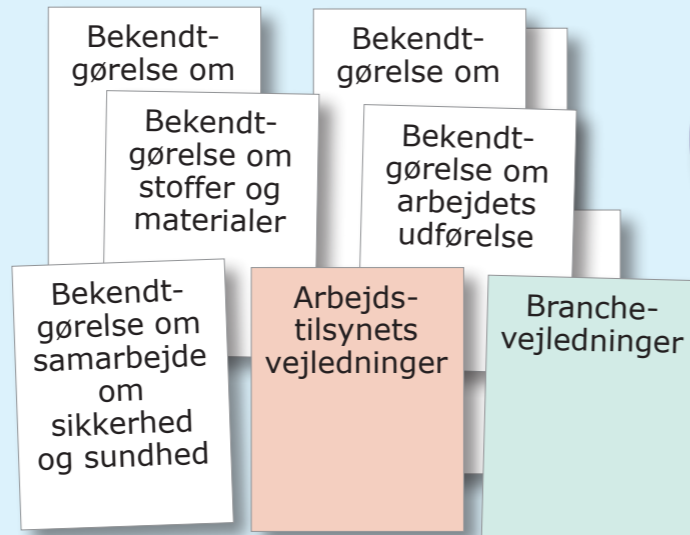 Bekendt-
gørelse om
Bekendt-
gørelse om
Bekendt-
gørelse om
stoffer og
materialer
Bekendt-
gørelse om
arbejdets
udførelse
Bekendt-
gørelse om
samarbejde
om
sikkerhed
og sundhed
Arbejds-
tilsynets
vejledninger
Branche-
vejledninger